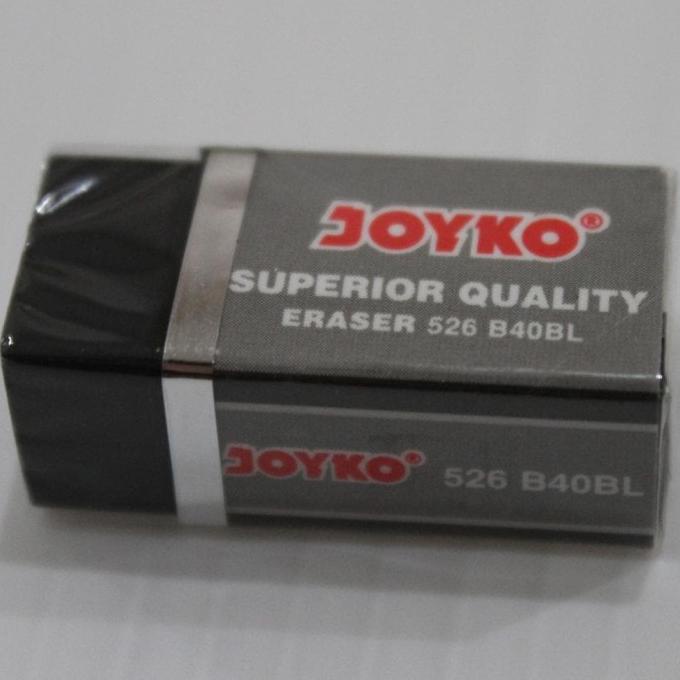 JOYKO®
SUPERIOR QUALITY
ERASER 526 B40BL
JOYKO® 526 B40BL